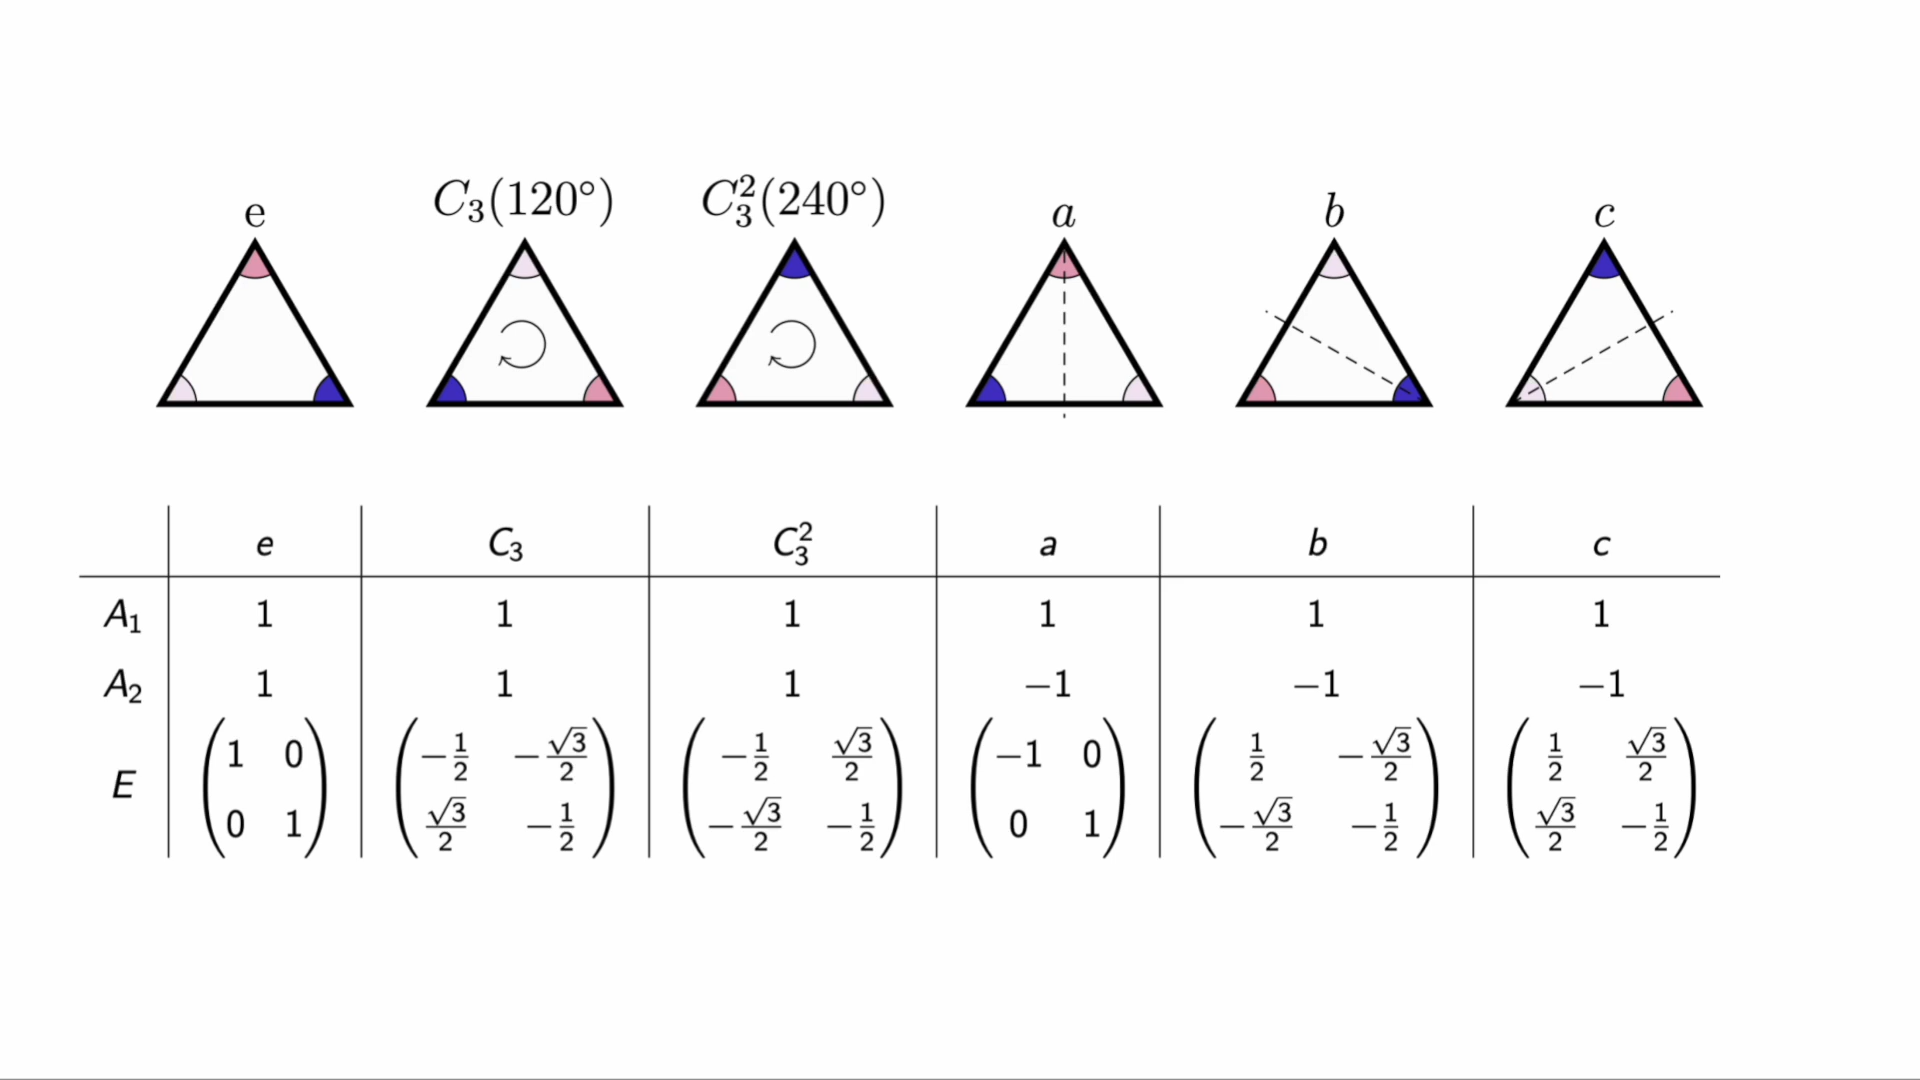 e C₃(120°) C₃²(240°) a b c
e C₃ C₃² a b c
A₁ 1 1 1 1 1 1
A₂ 1 1 1 −1 −1 −1
E (1 0; 0 1) (−1/2 −√3/2; √3/2 −1/2) (−1/2 √3/2; −√3/2 −1/2) (−1 0; 0 1) (1/2 −√3/2; −√3/2 −1/2) (1/2 √3/2; √3/2 −1/2)